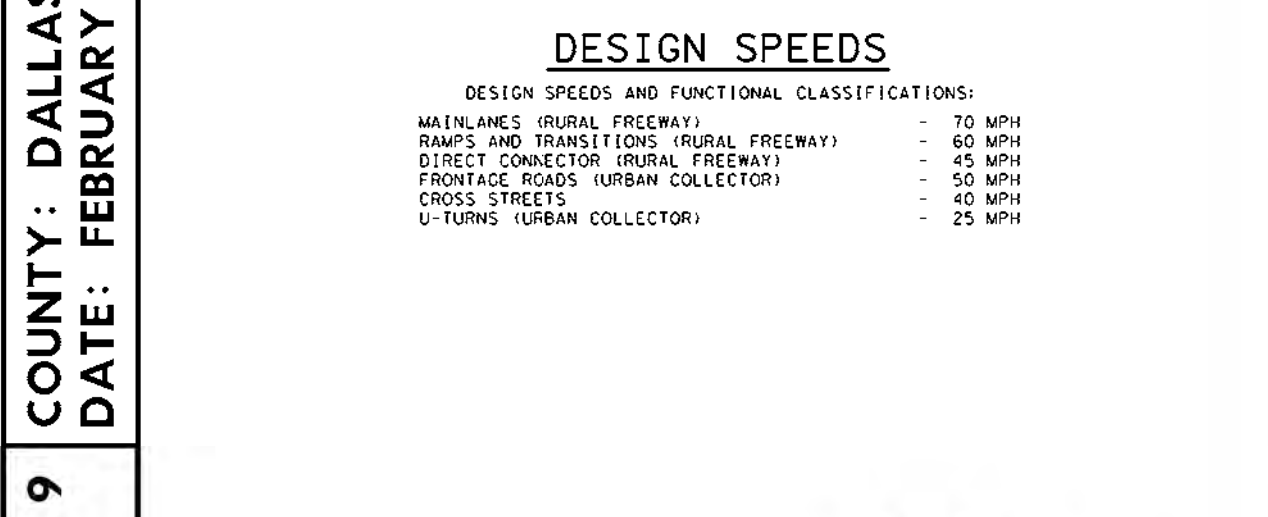 COUNTY: DALLAS
DATE: FEBRUARY
9
DESIGN SPEEDS
DESIGN SPEEDS AND FUNCTIONAL CLASSIFICATIONS:
MAINLANES (RURAL FREEWAY) - 70 MPH
RAMPS AND TRANSITIONS (RURAL FREEWAY) - 60 MPH
DIRECT CONNECTOR (RURAL FREEWAY) - 45 MPH
FRONTAGE ROADS (URBAN COLLECTOR) - 50 MPH
CROSS STREETS - 40 MPH
U-TURNS (URBAN COLLECTOR) - 25 MPH